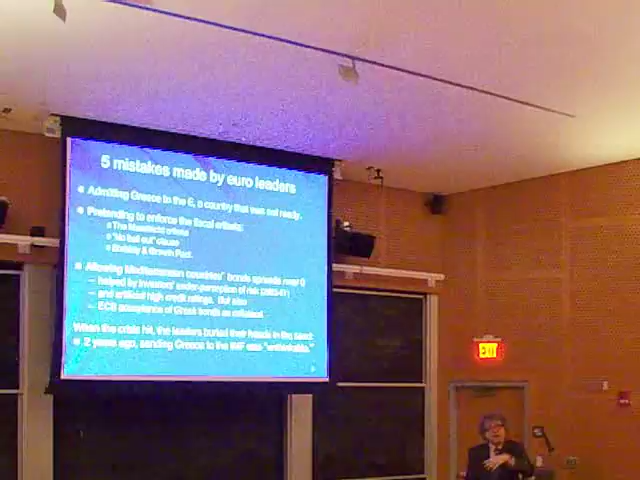 5 mistakes made by euro leaders
Admitting Greece to the €, a country that was not ready.
Pretending to enforce the fiscal criteria:
The Maastricht criteria
"No bail out" clause
Stability & Growth Pact.
Allowing Mediterranean countries' bonds spreads near 0
– helped by investors' under-perception of risk (2003-07)
– and artificial high credit ratings. But also
– ECB acceptance of Greek bonds as collateral.
When the crisis hit, the leaders buried their heads in the sand:
2 years ago, sending Greece to the IMF was "unthinkable."
EXIT